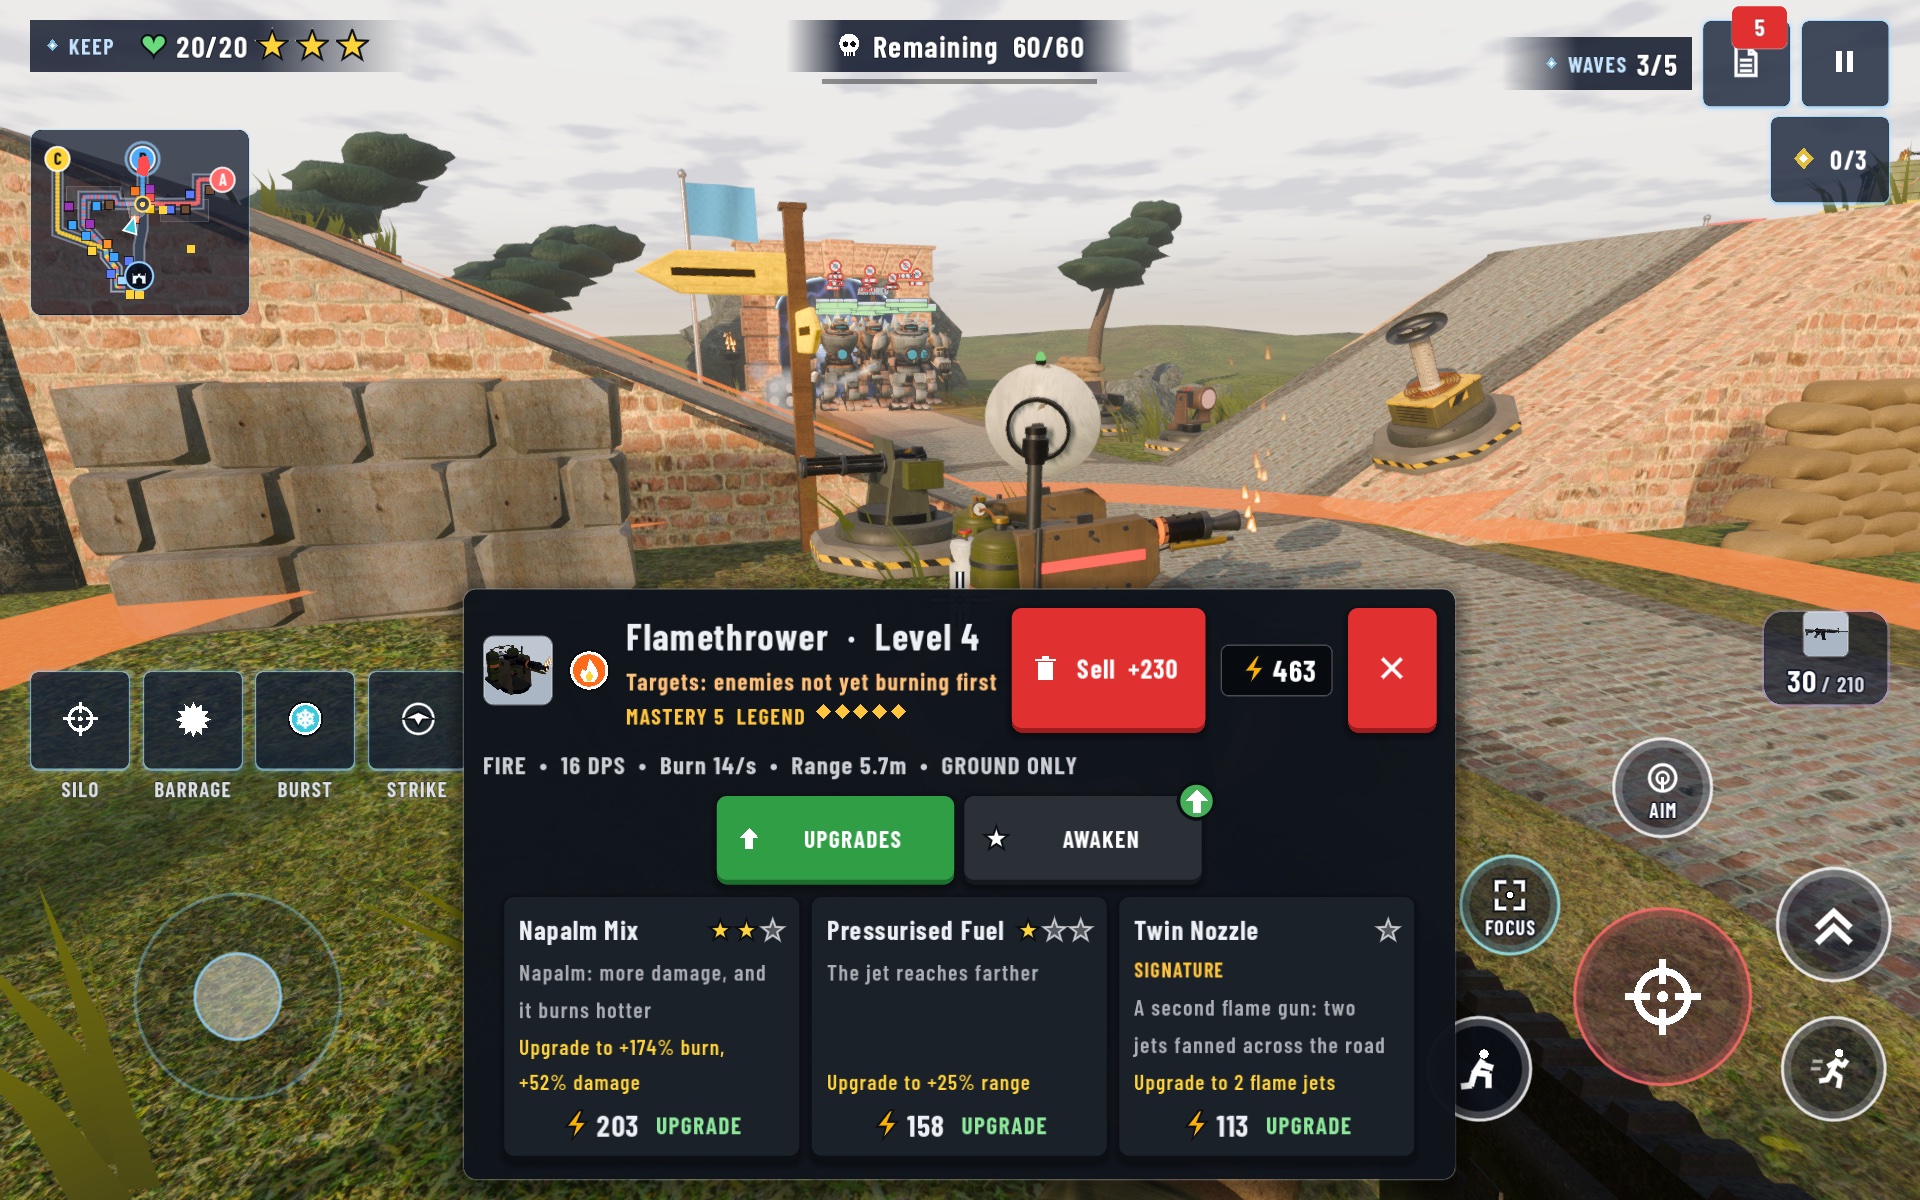 KEEP 20/20
Remaining 60/60
WAVES 3/5
5
0/3
C
A
Flamethrower · Level 4
Targets: enemies not yet burning first
MASTERY 5 LEGEND
Sell +230
463
FIRE • 16 DPS • Burn 14/s • Range 5.7m • GROUND ONLY
UPGRADES
AWAKEN
Napalm Mix
Napalm: more damage, and
it burns hotter
Upgrade to +174% burn,
+52% damage
203 UPGRADE
Pressurised Fuel
The jet reaches farther
Upgrade to +25% range
158 UPGRADE
Twin Nozzle
SIGNATURE
A second flame gun: two
jets fanned across the road
Upgrade to 2 flame jets
113 UPGRADE
SILO
BARRAGE
BURST
STRIKE
30 / 210
AIM
FOCUS